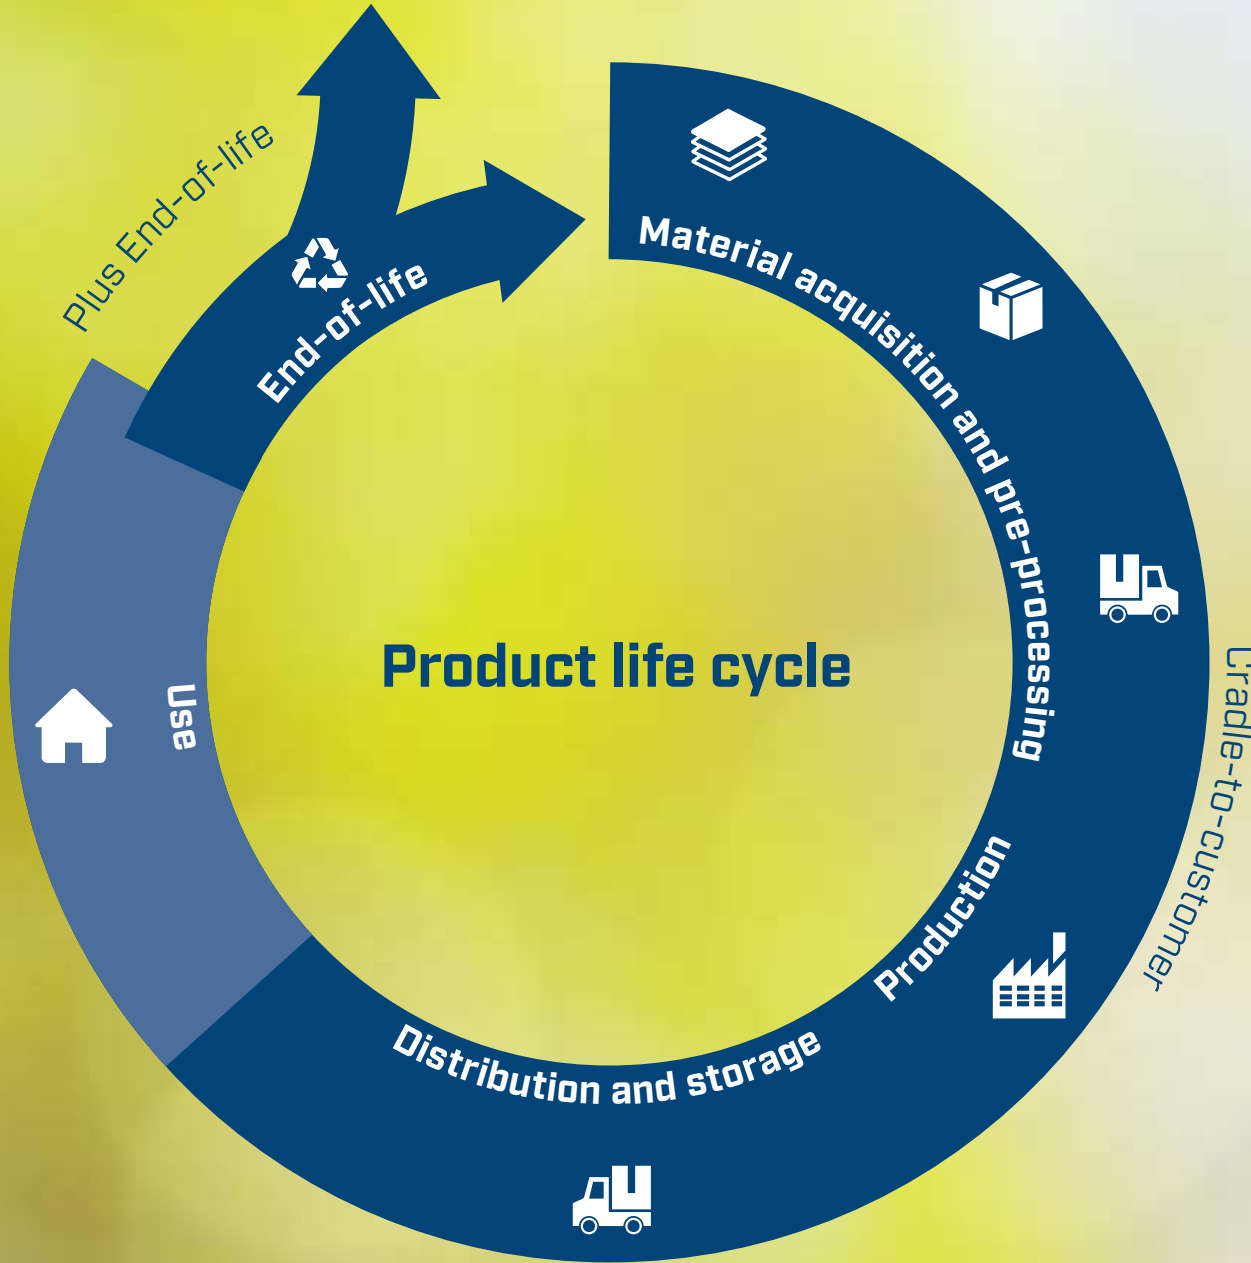 Plus End-of-life
End-of-life
Material acquisition and pre-processing
Product life cycle
Use
Cradle-to-customer
Production
Distribution and storage